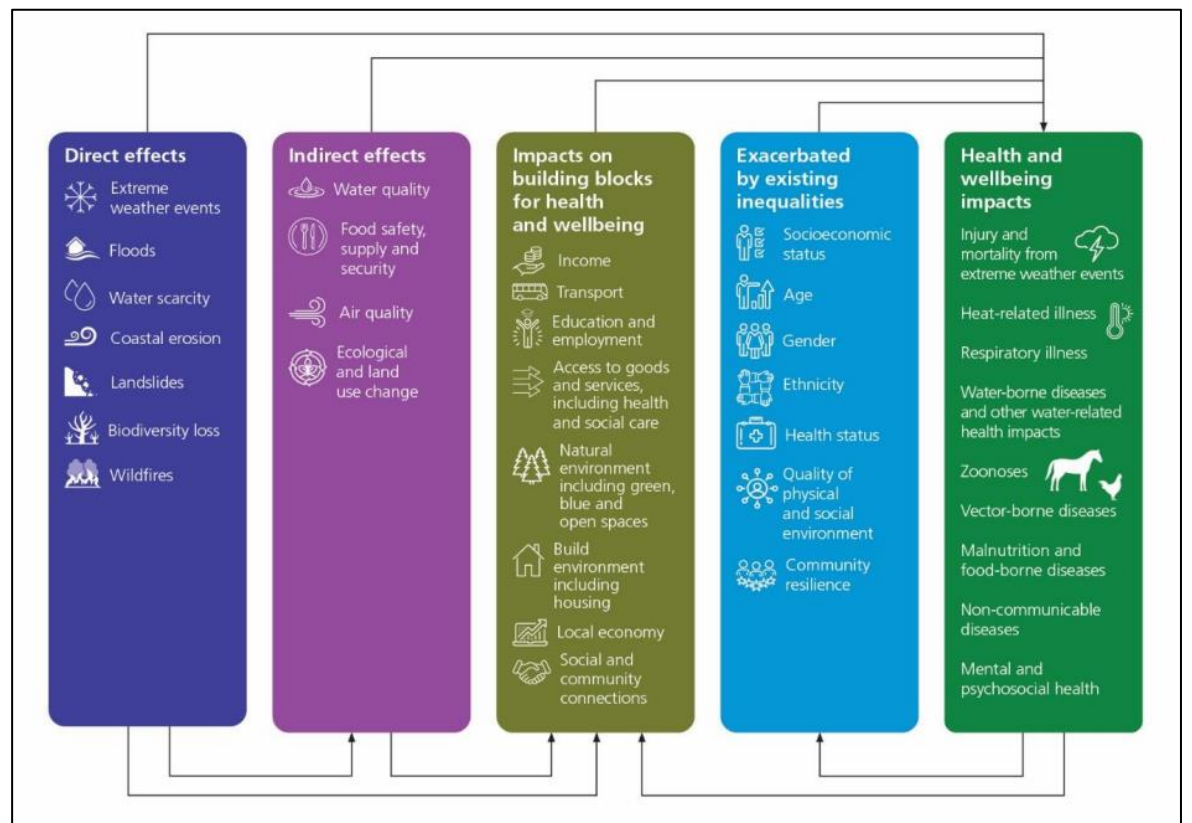 Direct effects
Extreme
weather events
Floods
Water scarcity
Coastal erosion
Landslides
Biodiversity loss
Wildfires
Indirect effects
Water quality
Food safety,
supply and
security
Air quality
Ecological
and land
use change
Impacts on
building blocks
for health
and wellbeing
Income
Transport
Education and
employment
Access to goods
and services,
including health
and social care
Natural
environment
including green,
blue and
open spaces
Build
environment
including
housing
Local economy
Social and
community
connections
Exacerbated
by existing
inequalities
Socioeconomic
status
Age
Gender
Ethnicity
Health status
Quality of
physical
and social
environment
Community
resilience
Health and
wellbeing
impacts
Injury and
mortality from
extreme weather events
Heat-related illness
Respiratory illness
Water-borne diseases
and other water-related
health impacts
Zoonoses
Vector-borne diseases
Malnutrition and
food-borne diseases
Non-communicable
diseases
Mental and
psychosocial health